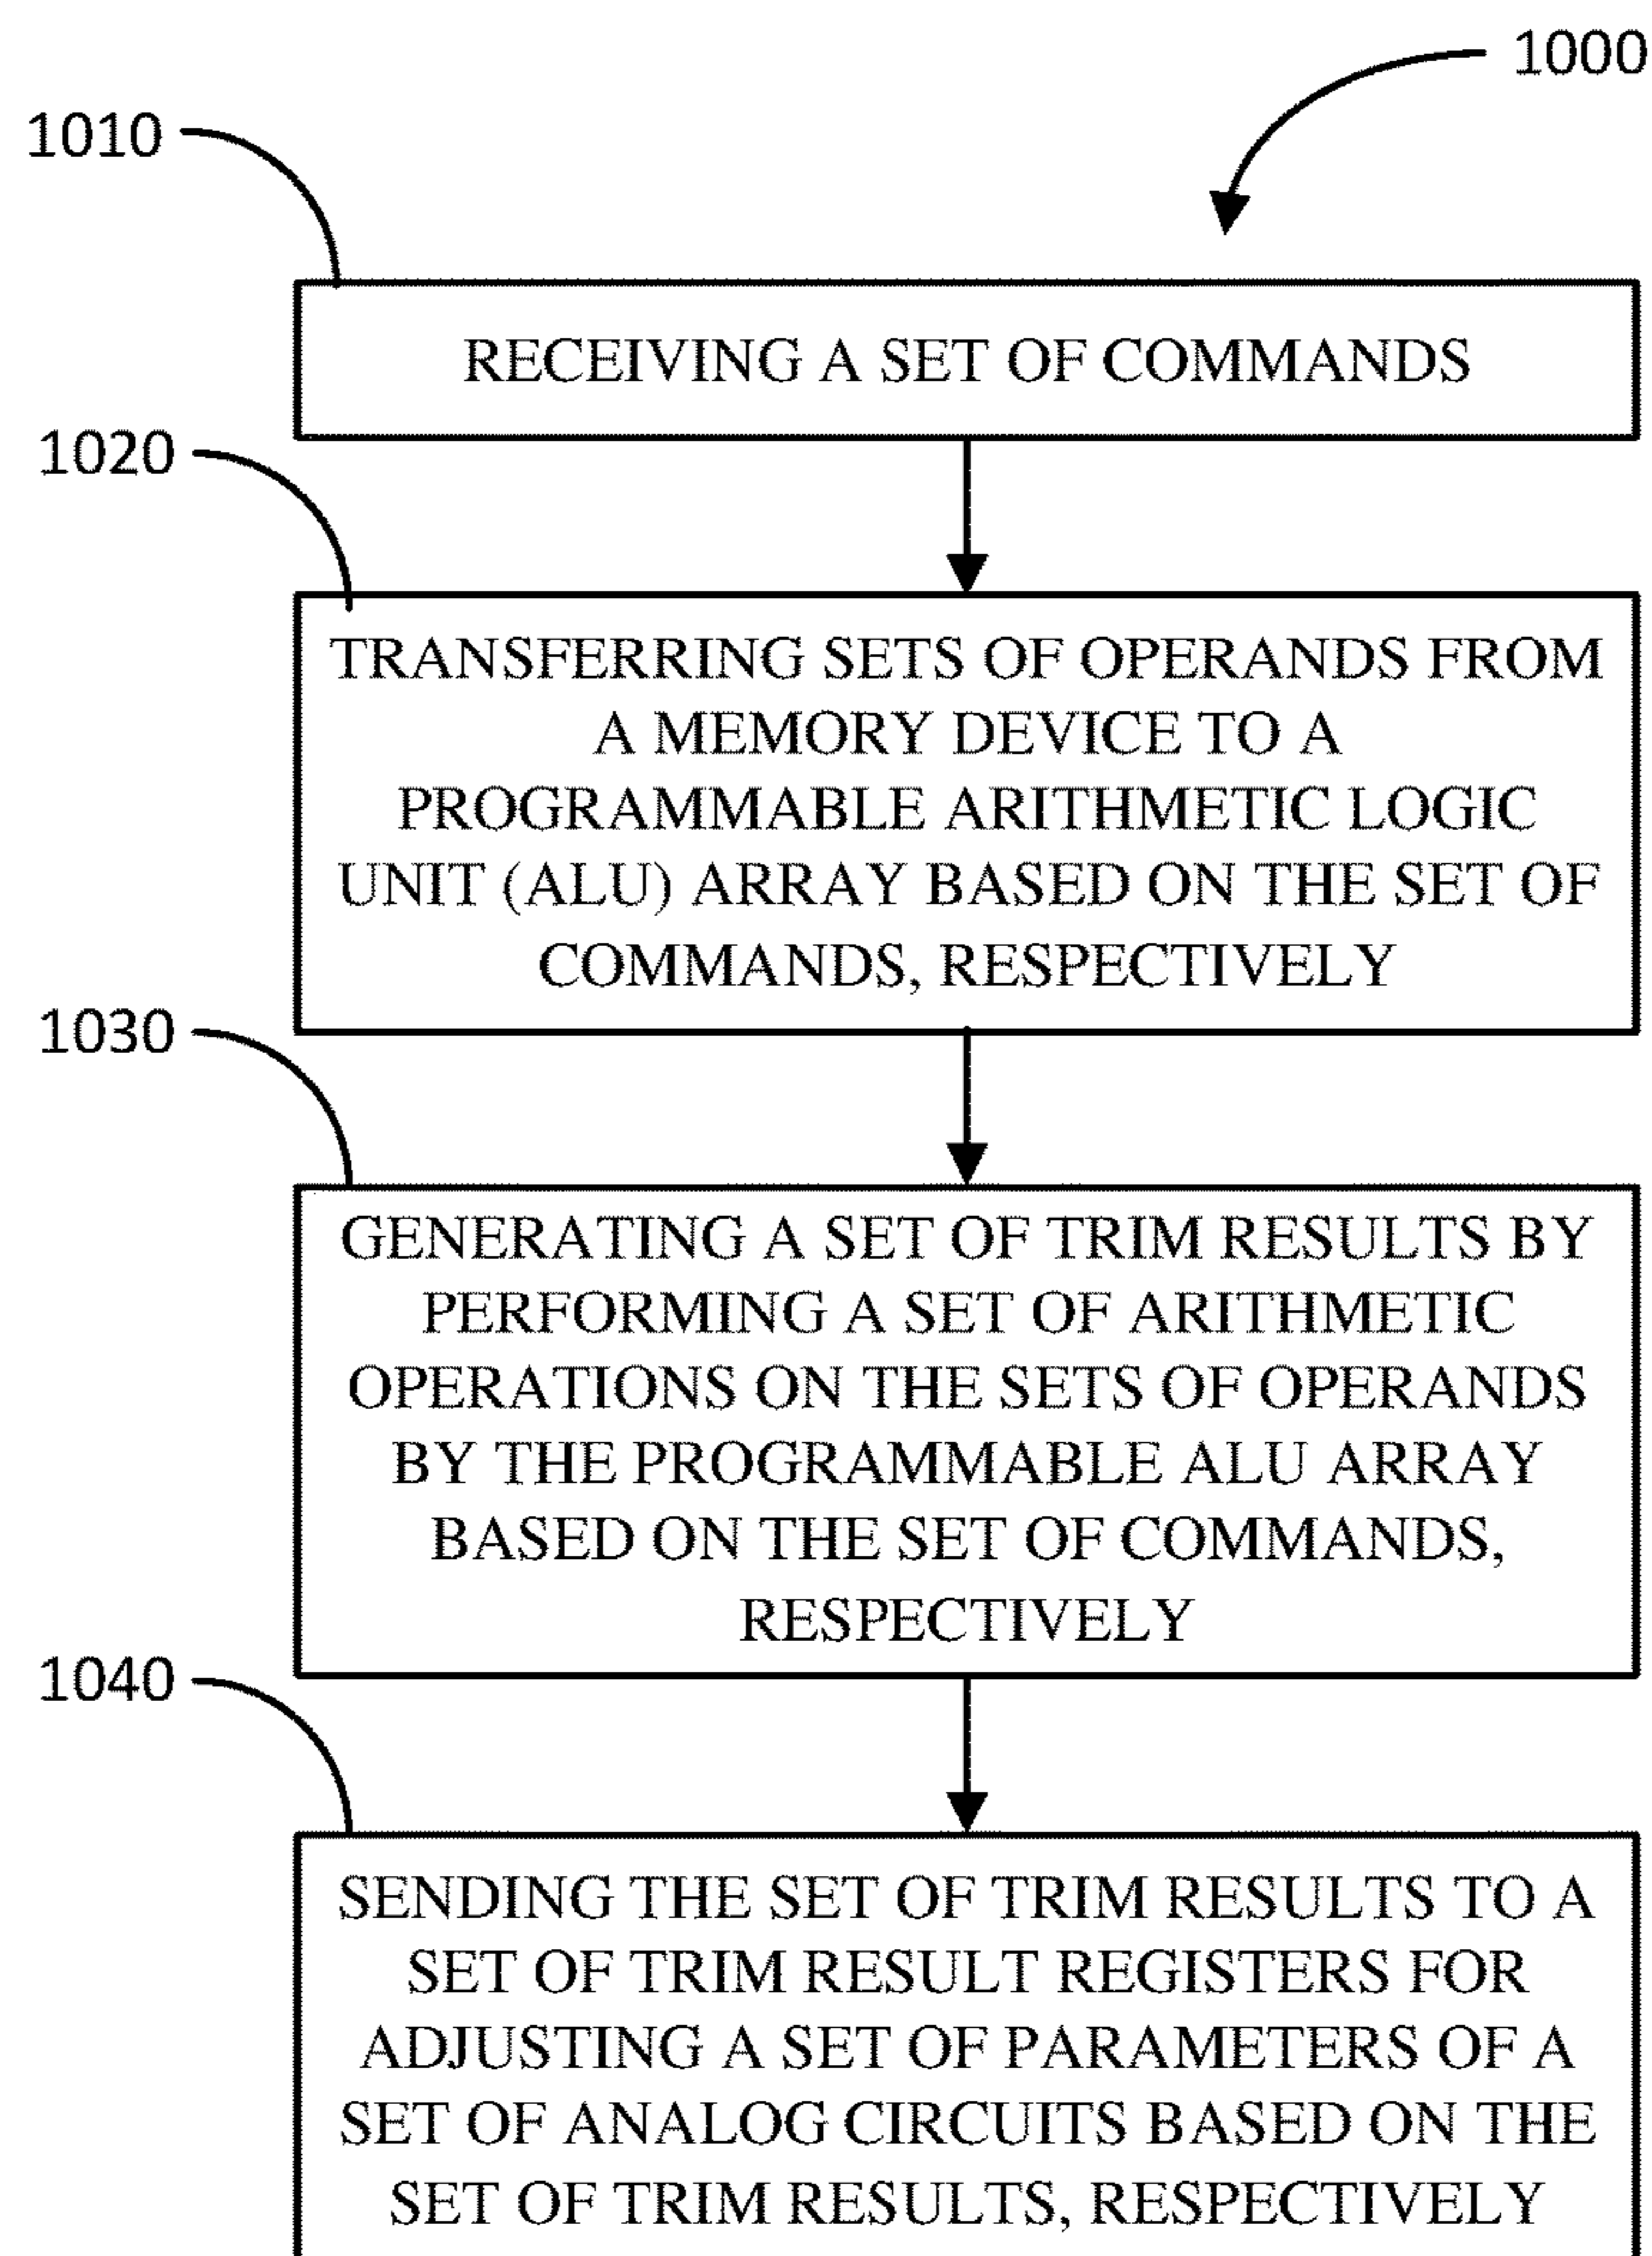 1000
1010
RECEIVING A SET OF COMMANDS
1020
TRANSFERRING SETS OF OPERANDS FROM
A MEMORY DEVICE TO A
PROGRAMMABLE ARITHMETIC LOGIC
UNIT (ALU) ARRAY BASED ON THE SET OF
COMMANDS, RESPECTIVELY
1030
GENERATING A SET OF TRIM RESULTS BY
PERFORMING A SET OF ARITHMETIC
OPERATIONS ON THE SETS OF OPERANDS
BY THE PROGRAMMABLE ALU ARRAY
BASED ON THE SET OF COMMANDS,
RESPECTIVELY
1040
SENDING THE SET OF TRIM RESULTS TO A
SET OF TRIM RESULT REGISTERS FOR
ADJUSTING A SET OF PARAMETERS OF A
SET OF ANALOG CIRCUITS BASED ON THE
SET OF TRIM RESULTS, RESPECTIVELY